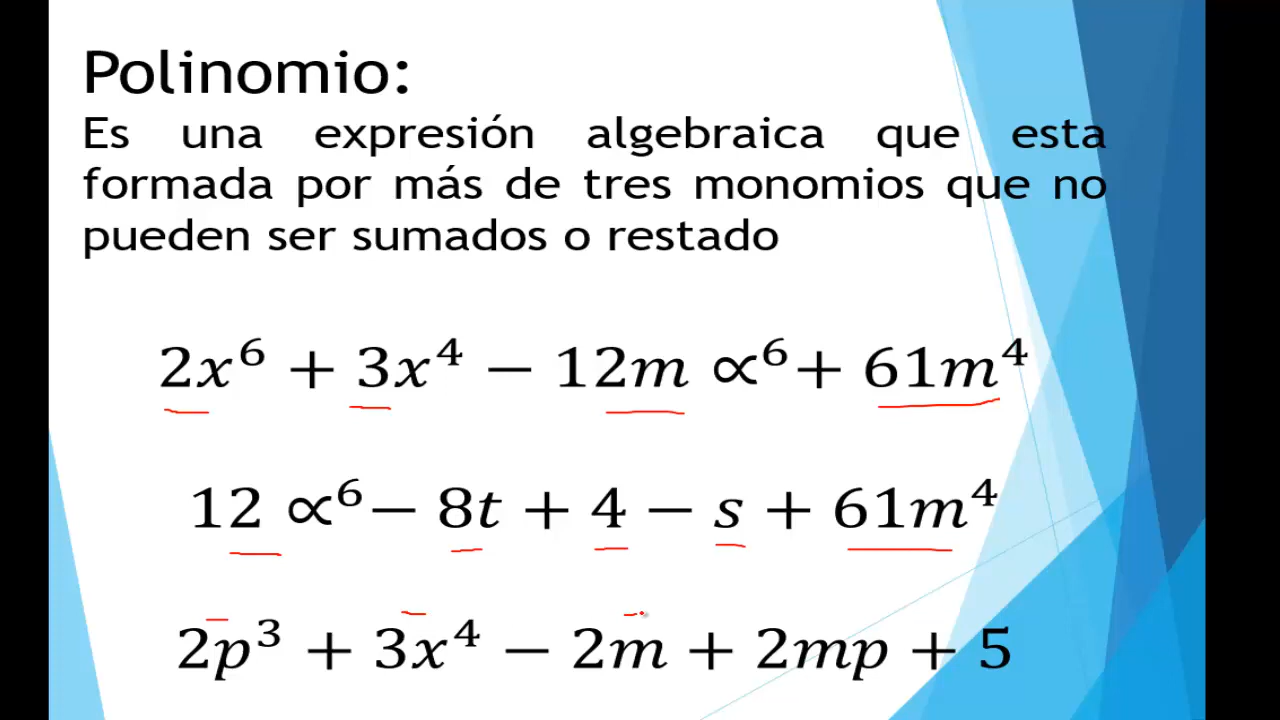 Polinomio:
Es una expresión algebraica que esta
formada por más de tres monomios que no
pueden ser sumados o restado
2x⁶ + 3x⁴ − 12m ∝⁶+ 61m⁴
12 ∝⁶− 8t + 4 − s + 61m⁴
2p³ + 3x⁴ − 2m + 2mp + 5